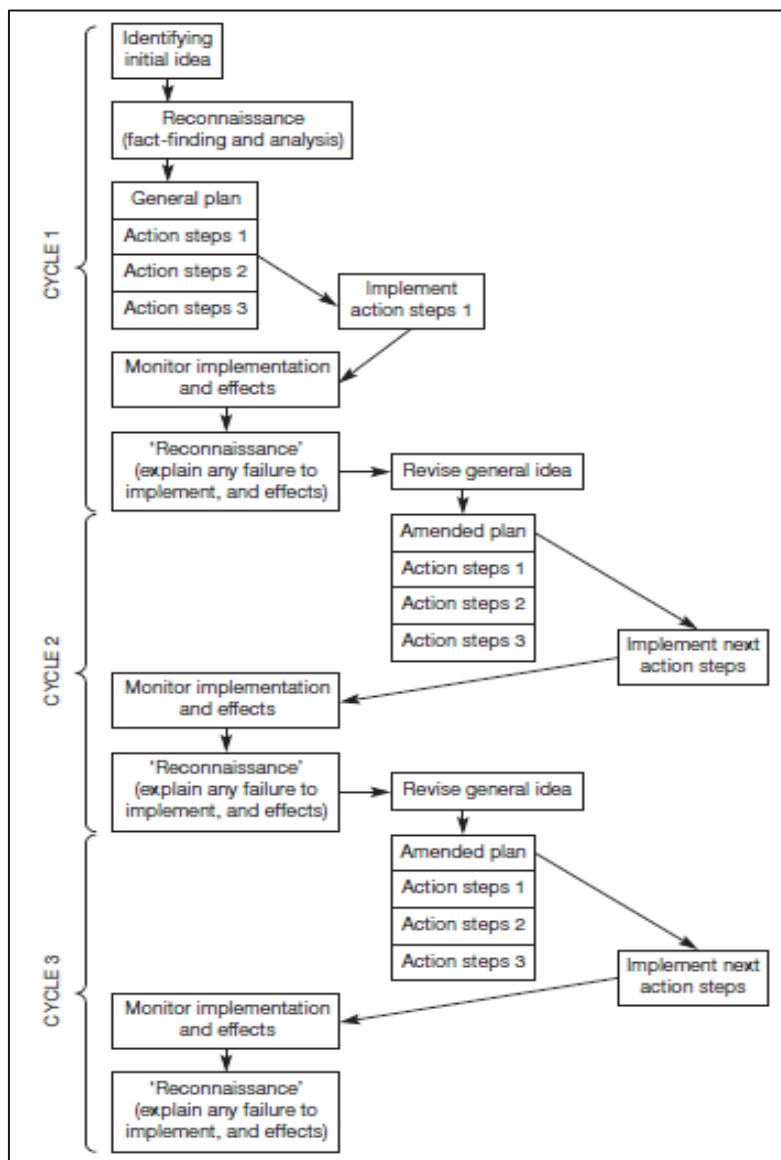 CYCLE 1
Identifying
initial idea
Reconnaissance
(fact-finding and analysis)
General plan
Action steps 1
Action steps 2
Action steps 3
Implement
action steps 1
Monitor implementation
and effects
'Reconnaissance'
(explain any failure to
implement, and effects)
Revise general idea
CYCLE 2
Amended plan
Action steps 1
Action steps 2
Action steps 3
Implement next
action steps
Monitor implementation
and effects
'Reconnaissance'
(explain any failure to
implement, and effects)
Revise general idea
CYCLE 3
Amended plan
Action steps 1
Action steps 2
Action steps 3
Implement next
action steps
Monitor implementation
and effects
'Reconnaissance'
(explain any failure to
implement, and effects)